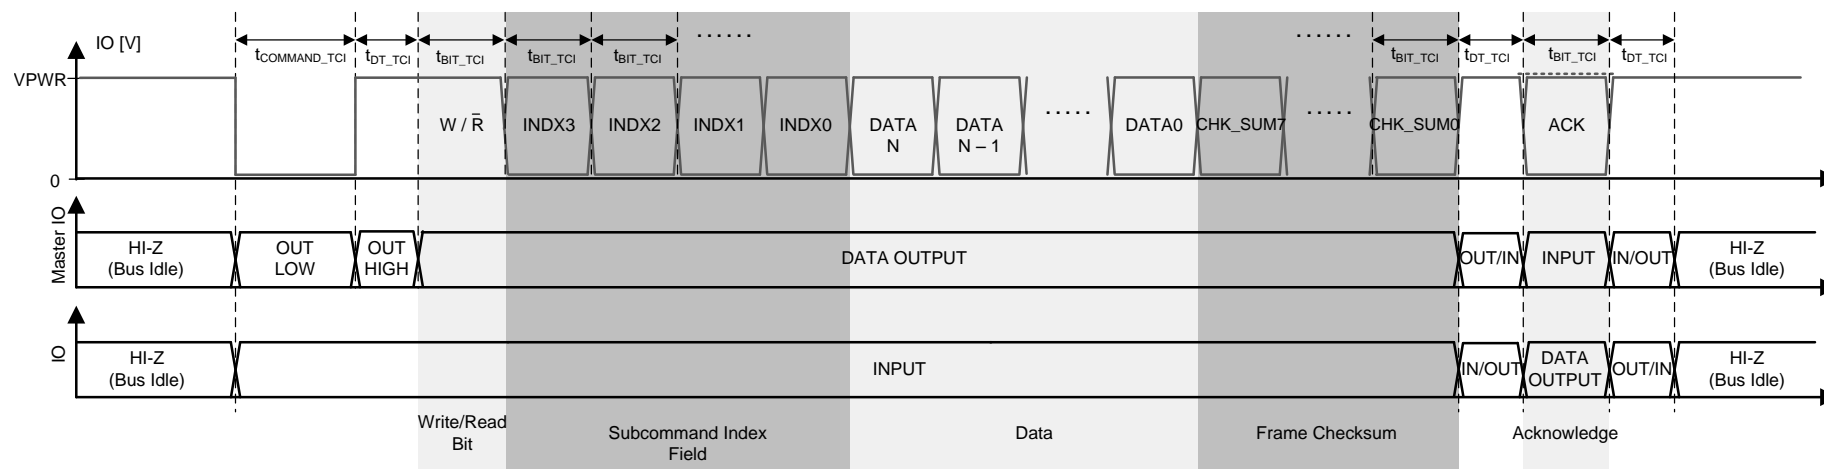 IO [V]
tCOMMAND_TCI tDT_TCI tBIT_TCI tBIT_TCI tBIT_TCI ...... ...... tBIT_TCI tDT_TCI tBIT_TCI tDT_TCI
VPWR
W / R̅ INDX3 INDX2 INDX1 INDX0 DATA N DATA N – 1 ..... DATA0 CHK_SUM7 ..... CHK_SUM0 ACK
0
Master IO
HI-Z (Bus Idle) OUT LOW OUT HIGH DATA OUTPUT OUT/IN INPUT IN/OUT HI-Z (Bus Idle)
IO
HI-Z (Bus Idle) INPUT IN/OUT DATA OUTPUT OUT/IN HI-Z (Bus Idle)
Write/Read Bit Subcommand Index Field Data Frame Checksum Acknowledge